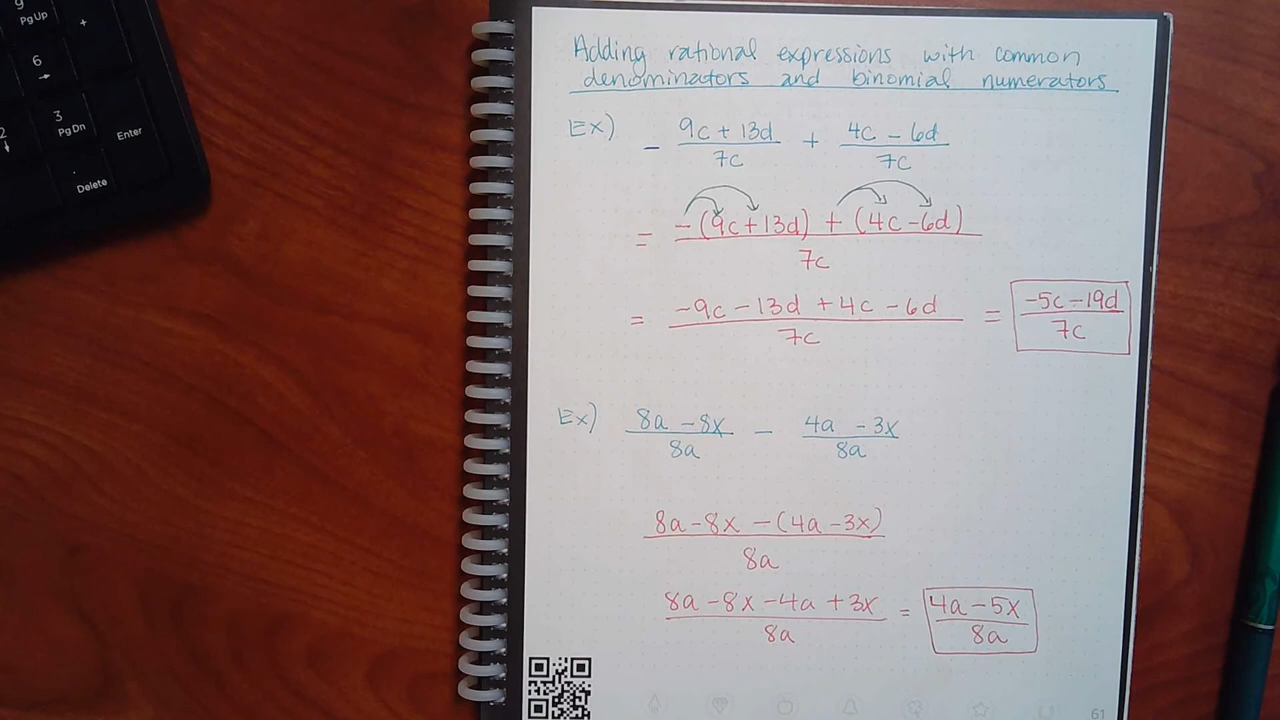 9
PgUp
+
6
→
3
PgDn
Enter
2
↓
.
Delete
Adding rational expressions with common
denominators and binomial numerators
Ex) - (9c + 13d)/(7c) + (4c - 6d)/(7c)
= (-(9c+13d) + (4c-6d))/(7c)
= (-9c - 13d + 4c - 6d)/(7c) = (-5c - 19d)/(7c)
Ex) (8a - 8x)/(8a) - (4a - 3x)/(8a)
(8a-8x -(4a-3x))/(8a)
(8a-8x-4a+3x)/(8a) = (4a-5x)/(8a)
61